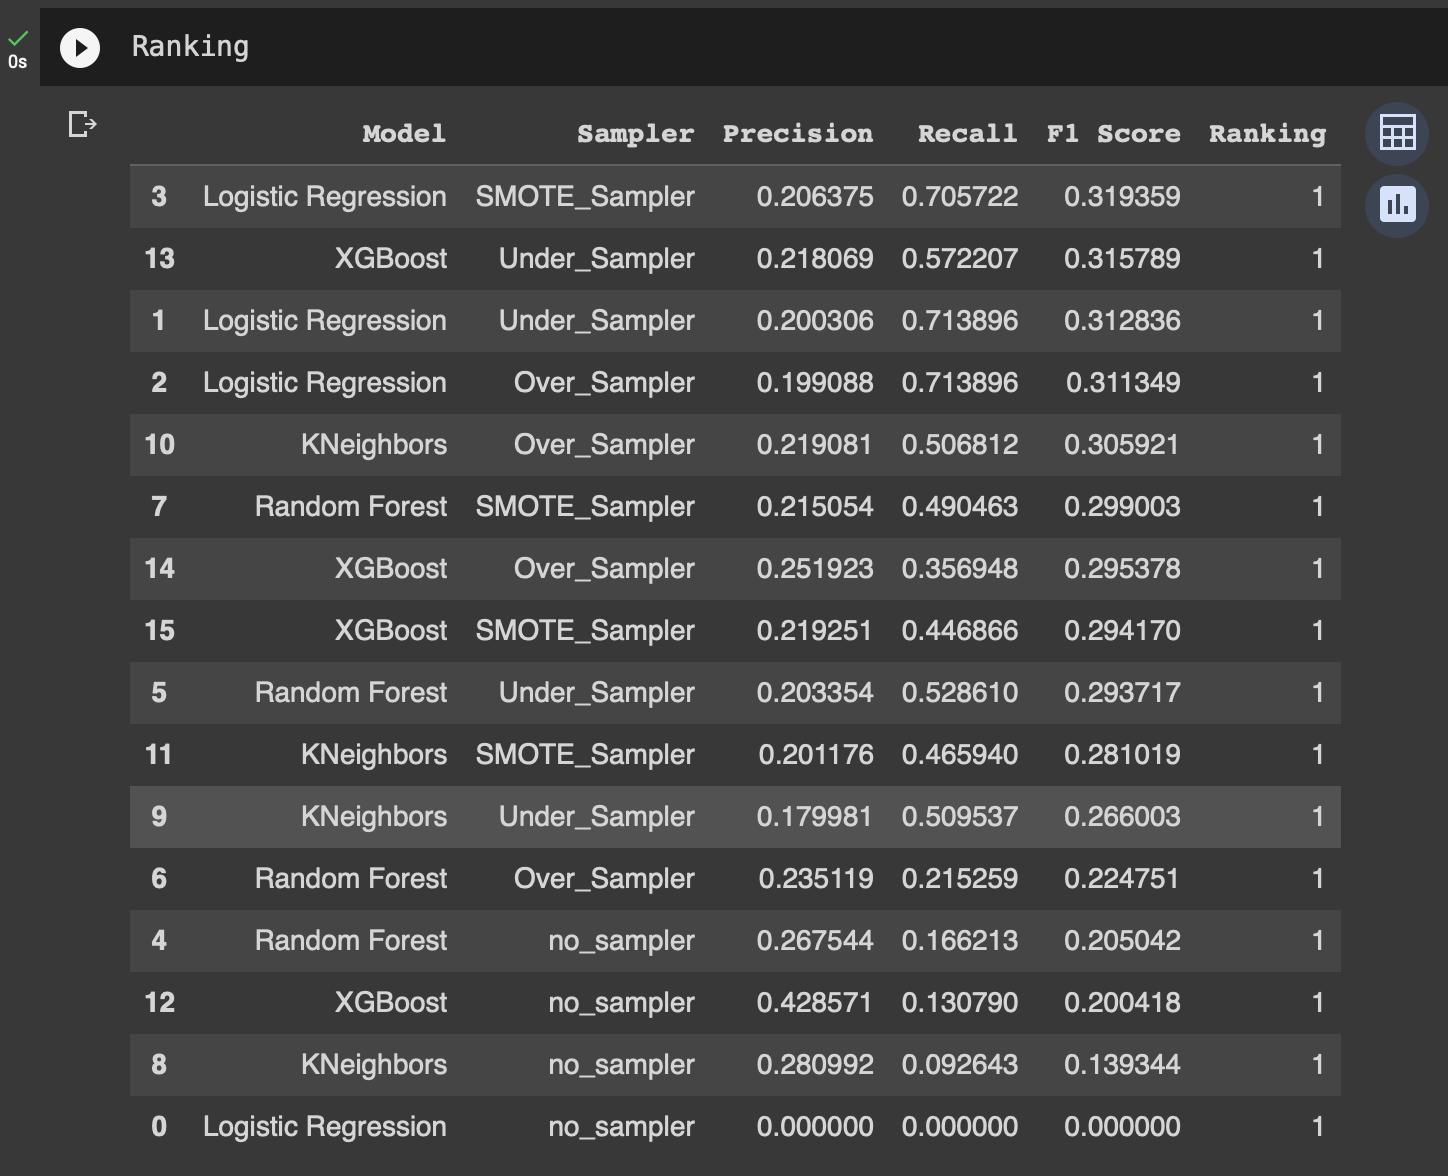 0s
Ranking
Model Sampler Precision Recall F1 Score Ranking
3 Logistic Regression SMOTE_Sampler 0.206375 0.705722 0.319359 1
13 XGBoost Under_Sampler 0.218069 0.572207 0.315789 1
1 Logistic Regression Under_Sampler 0.200306 0.713896 0.312836 1
2 Logistic Regression Over_Sampler 0.199088 0.713896 0.311349 1
10 KNeighbors Over_Sampler 0.219081 0.506812 0.305921 1
7 Random Forest SMOTE_Sampler 0.215054 0.490463 0.299003 1
14 XGBoost Over_Sampler 0.251923 0.356948 0.295378 1
15 XGBoost SMOTE_Sampler 0.219251 0.446866 0.294170 1
5 Random Forest Under_Sampler 0.203354 0.528610 0.293717 1
11 KNeighbors SMOTE_Sampler 0.201176 0.465940 0.281019 1
9 KNeighbors Under_Sampler 0.179981 0.509537 0.266003 1
6 Random Forest Over_Sampler 0.235119 0.215259 0.224751 1
4 Random Forest no_sampler 0.267544 0.166213 0.205042 1
12 XGBoost no_sampler 0.428571 0.130790 0.200418 1
8 KNeighbors no_sampler 0.280992 0.092643 0.139344 1
0 Logistic Regression no_sampler 0.000000 0.000000 0.000000 1